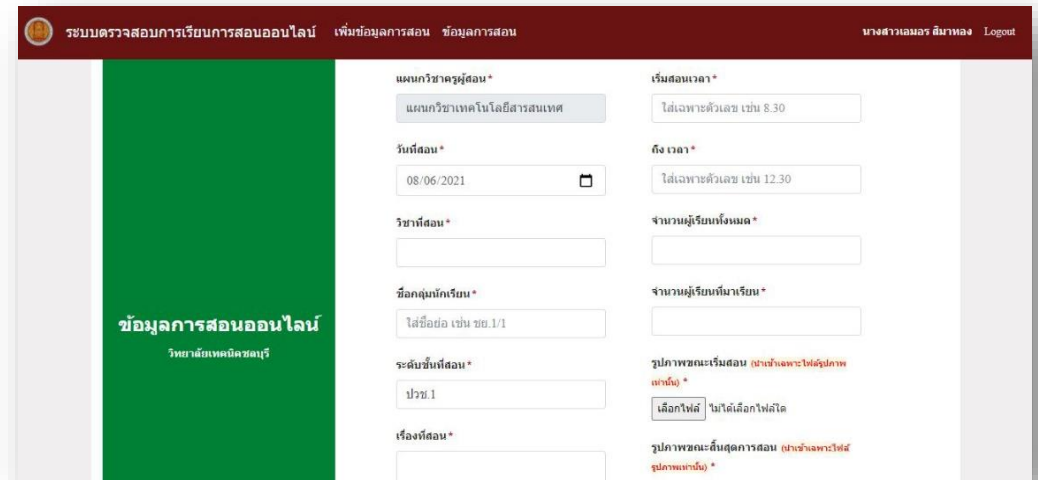 ระบบตรวจสอบการเรียนการสอนออนไลน์ เพิ่มข้อมูลการสอน ข้อมูลการสอน นางสาวเอมอร สีมาทอง Logout
ข้อมูลการสอนออนไลน์
วิทยาลัยเทคนิคชลบุรี
แผนกวิชาครูผู้สอน *
แผนกวิชาเทคโนโลยีสารสนเทศ
วันที่สอน *
08/06/2021
วิชาที่สอน *
ชื่อกลุ่มนักเรียน *
ใส่ชื่อย่อ เช่น ชย.1/1
ระดับชั้นที่สอน *
ปวช.1
เรื่องที่สอน *
เริ่มสอนเวลา *
ใส่เฉพาะตัวเลข เช่น 8.30
ถึง เวลา *
ใส่เฉพาะตัวเลข เช่น 12.30
จำนวนผู้เรียนทั้งหมด *
จำนวนผู้เรียนที่มาเรียน *
รูปภาพขณะเริ่มสอน (นำเข้าเฉพาะไฟล์รูปภาพ
เท่านั้น) *
เลือกไฟล์ ไม่ได้เลือกไฟล์ใด
รูปภาพขณะสิ้นสุดการสอน (นำเข้าเฉพาะไฟล์
รูปภาพเท่านั้น) *